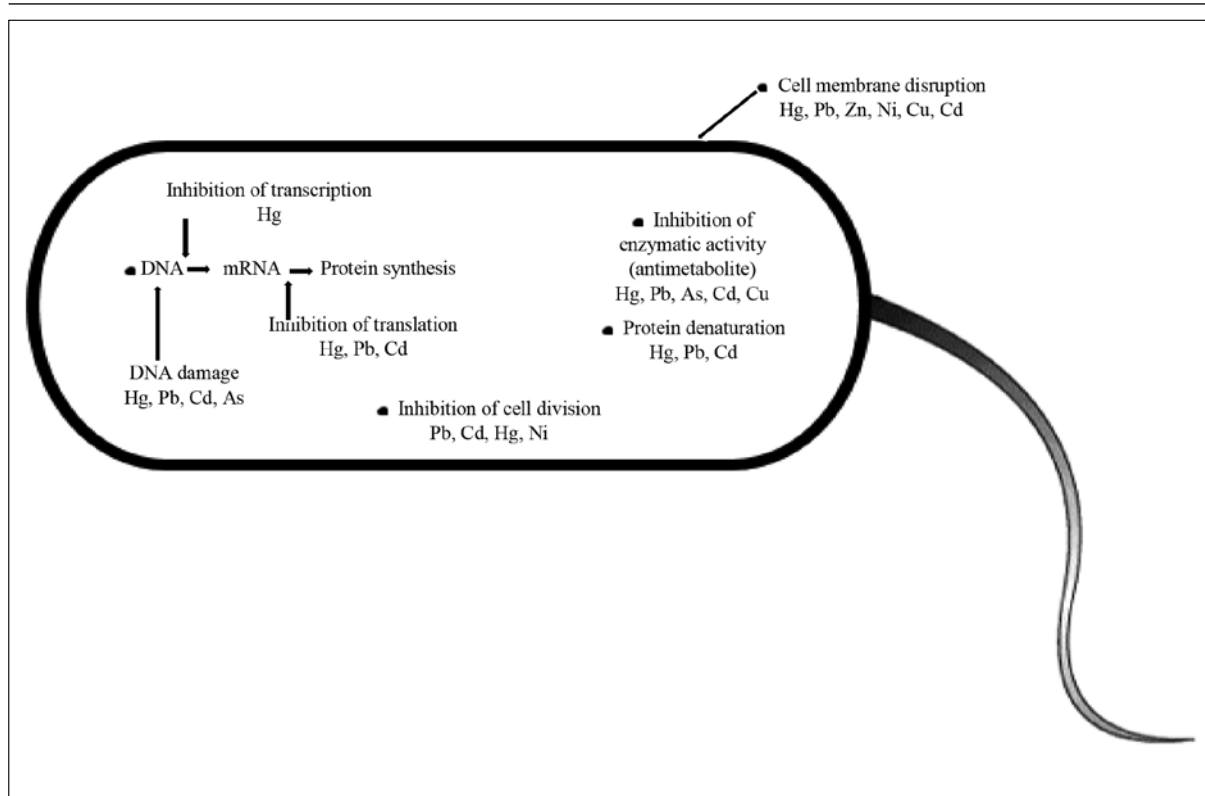 Cell membrane disruption
Hg, Pb, Zn, Ni, Cu, Cd
Inhibition of transcription
Hg
DNA
mRNA
Protein synthesis
Inhibition of translation
Hg, Pb, Cd
DNA damage
Hg, Pb, Cd, As
Inhibition of
enzymatic activity
(antimetabolite)
Hg, Pb, As, Cd, Cu
Protein denaturation
Hg, Pb, Cd
Inhibition of cell division
Pb, Cd, Hg, Ni